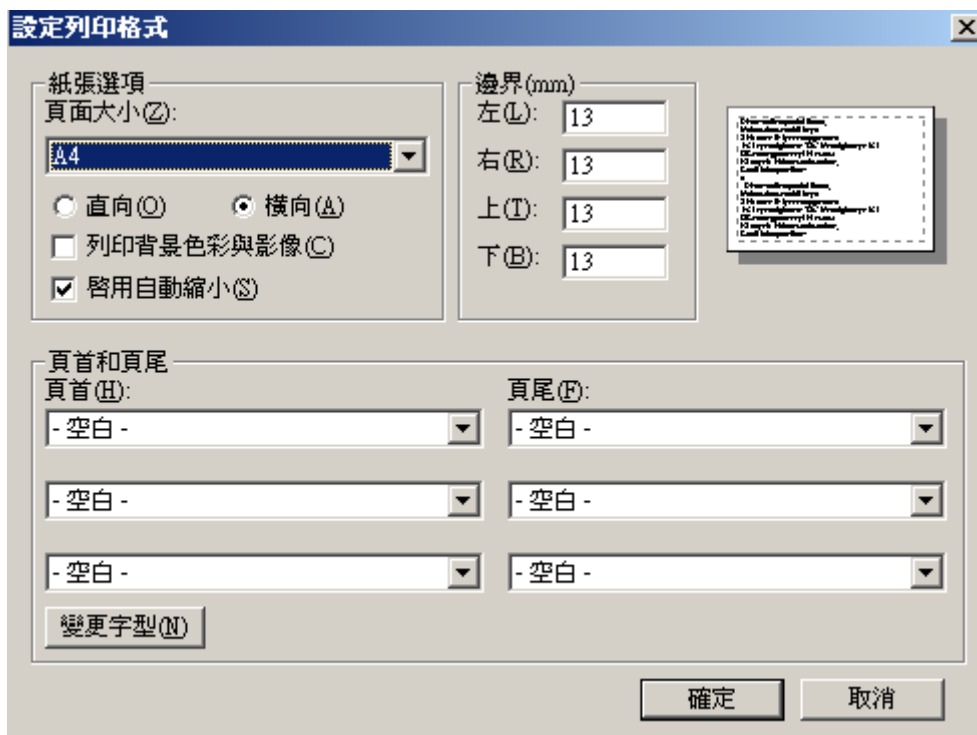 設定列印格式
紙張選項
頁面大小(Z):
A4
直向(O) 橫向(A)
列印背景色彩與影像(C)
啓用自動縮小(S)
邊界(mm)
左(L): 13
右(R): 13
上(T): 13
下(B): 13
頁首和頁尾
頁首(H): 頁尾(F):
- 空白 - - 空白 -
- 空白 - - 空白 -
- 空白 - - 空白 -
變更字型(N)
確定 取消